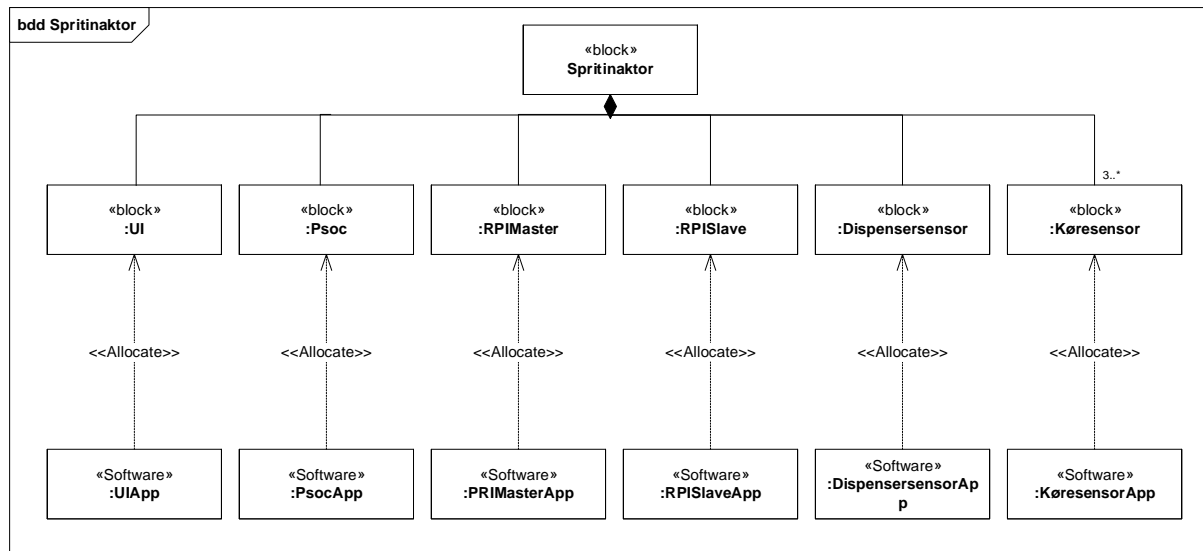 bdd Spritinaktor
«block»
Spritinaktor
3..*
«block»
:UI
«block»
:Psoc
«block»
:RPIMaster
«block»
:RPISlave
«block»
:Dispensersensor
«block»
:Køresensor
<<Allocate>>
<<Allocate>>
<<Allocate>>
<<Allocate>>
<<Allocate>>
<<Allocate>>
«Software»
:UIApp
«Software»
:PsocApp
«Software»
:PRIMasterApp
«Software»
:RPISlaveApp
«Software»
:DispensersensorAp
p
«Software»
:KøresensorApp